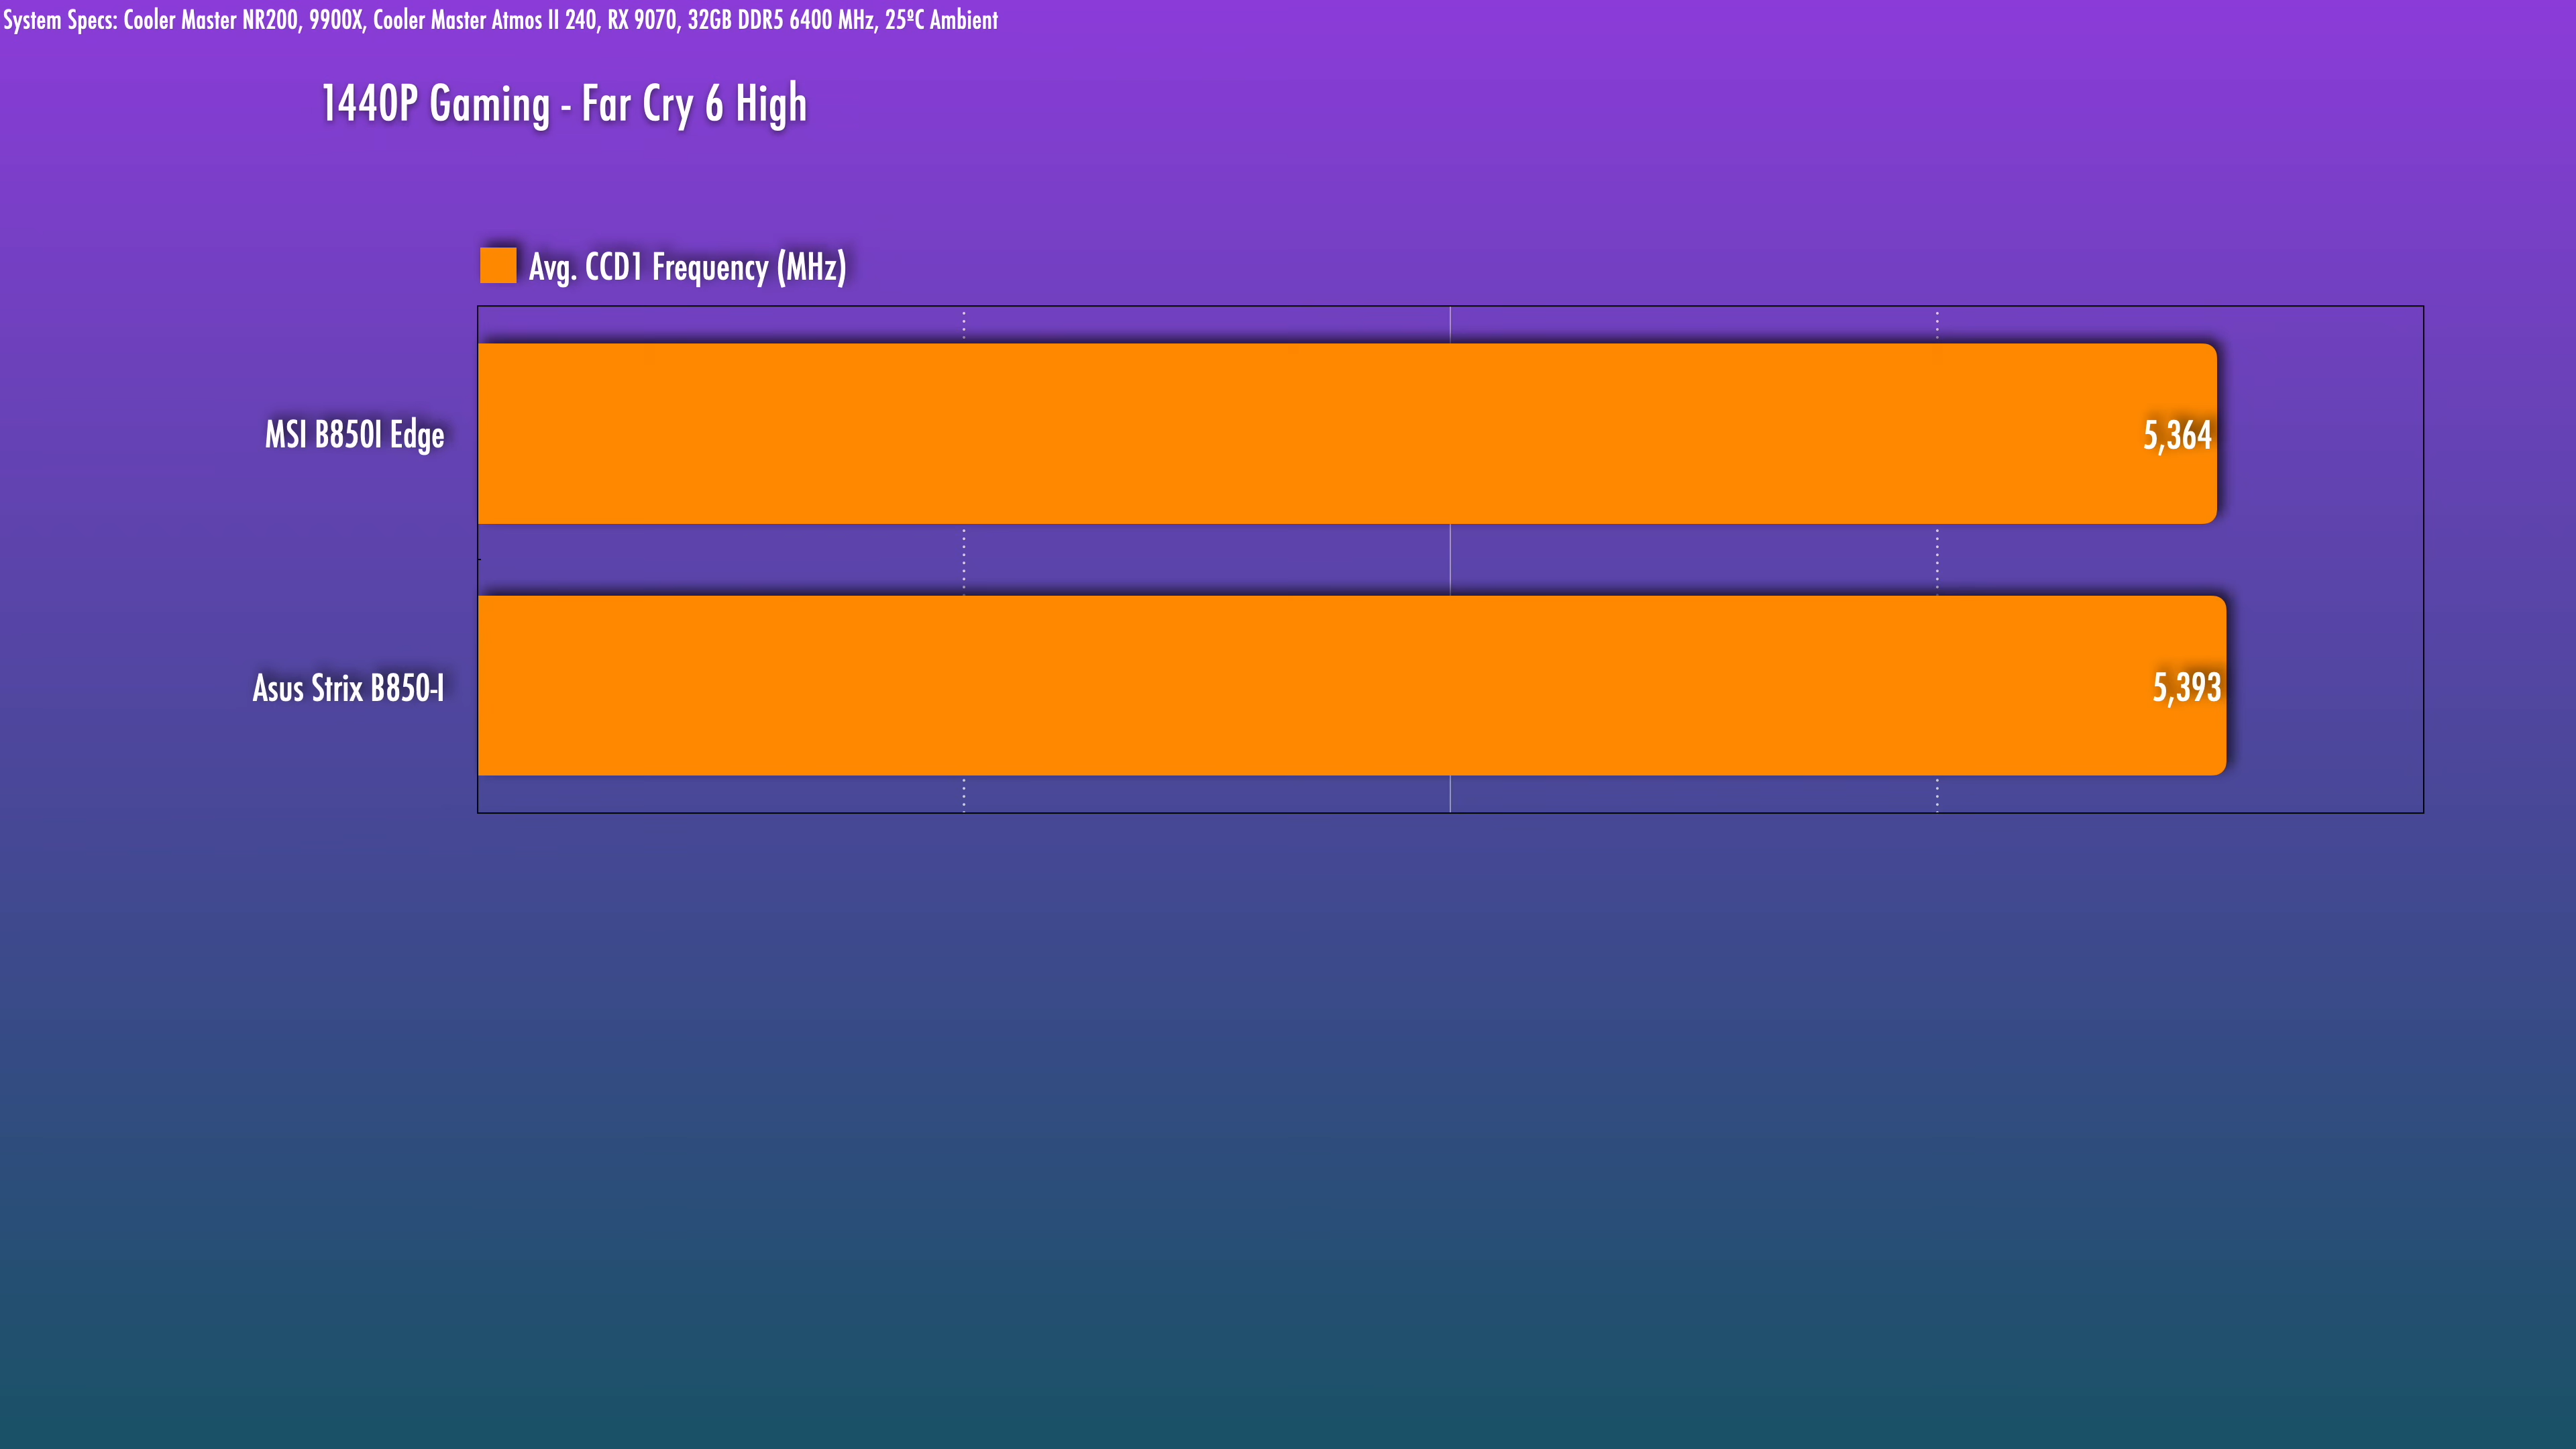 System Specs: Cooler Master NR200, 9900X, Cooler Master Atmos II 240, RX 9070, 32GB DDR5 6400 MHz, 25ºC Ambient
1440P Gaming - Far Cry 6 High
Avg. CCD1 Frequency (MHz)
MSI B850I Edge
5,364
Asus Strix B850-I
5,393